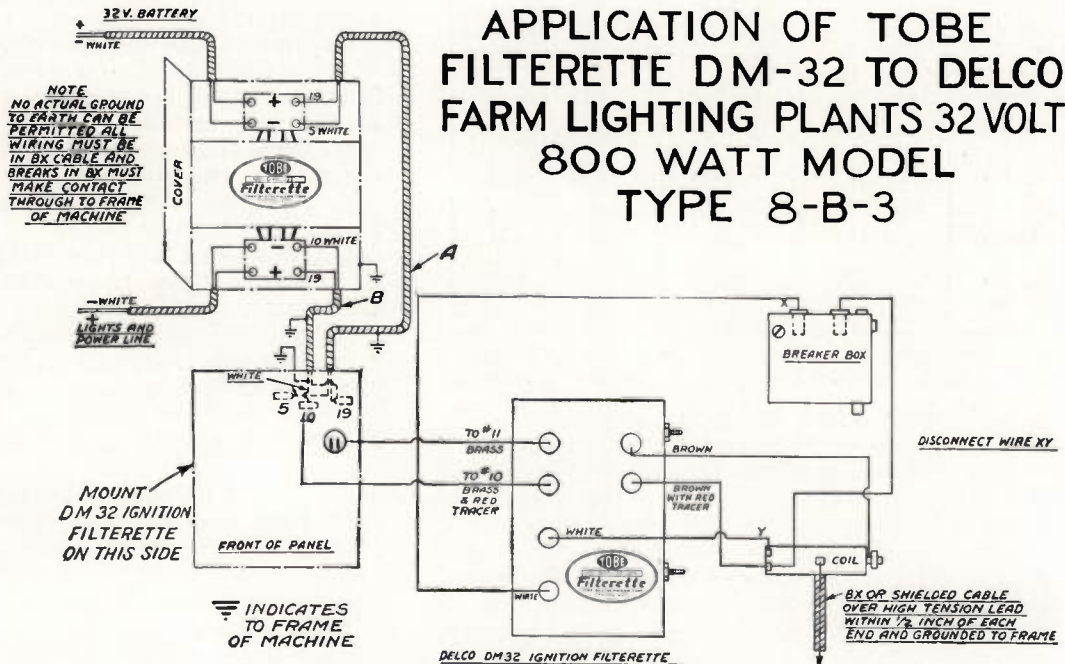 APPLICATION OF TOBE
FILTERETTE DM-32 TO DELCO
FARM LIGHTING PLANTS 32 VOLT
800 WATT MODEL
TYPE 8-B-3
32 V. BATTERY
+
-
WHITE
NOTE
NO ACTUAL GROUND
TO EARTH CAN BE
PERMITTED ALL
WIRING MUST BE
IN BX CABLE AND
BREAKS IN BX MUST
MAKE CONTACT
THROUGH TO FRAME
OF MACHINE
COVER
+
-
19
5 WHITE
TOBE
Filterette
-
+
10 WHITE
19
A
B
-WHITE
+
LIGHTS AND
POWER LINE
WHITE
5
10
19
11
MOUNT
DM 32 IGNITION
FILTERETTE
ON THIS SIDE
FRONT OF PANEL
INDICATES
TO FRAME
OF MACHINE
TO #11
BRASS
TO #10
BRASS
& RED
TRACER
BROWN
BROWN
WITH RED
TRACER
WHITE
WHITE
TOBE
Filterette
DELCO DM32 IGNITION FILTERETTE
X
BREAKER BOX
DISCONNECT WIRE XY
Y
COIL
BX OR SHIELDED CABLE
OVER HIGH TENSION LEAD
WITHIN 1/2 INCH OF EACH
END AND GROUNDED TO FRAME